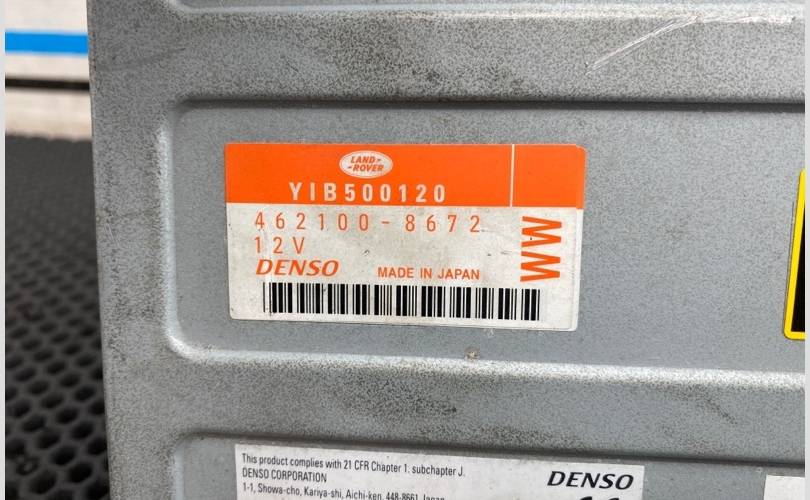 LAND-
-ROVER
YIB500120
462100-8672
12V
DENSO MADE IN JAPAN
MM
This product complies with 21 CFR Chapter 1. subchapter J.
DENSO CORPORATION
1-1, Showa-cho, Kariya-shi, Aichi-ken, 448-8661 Japan
DENSO